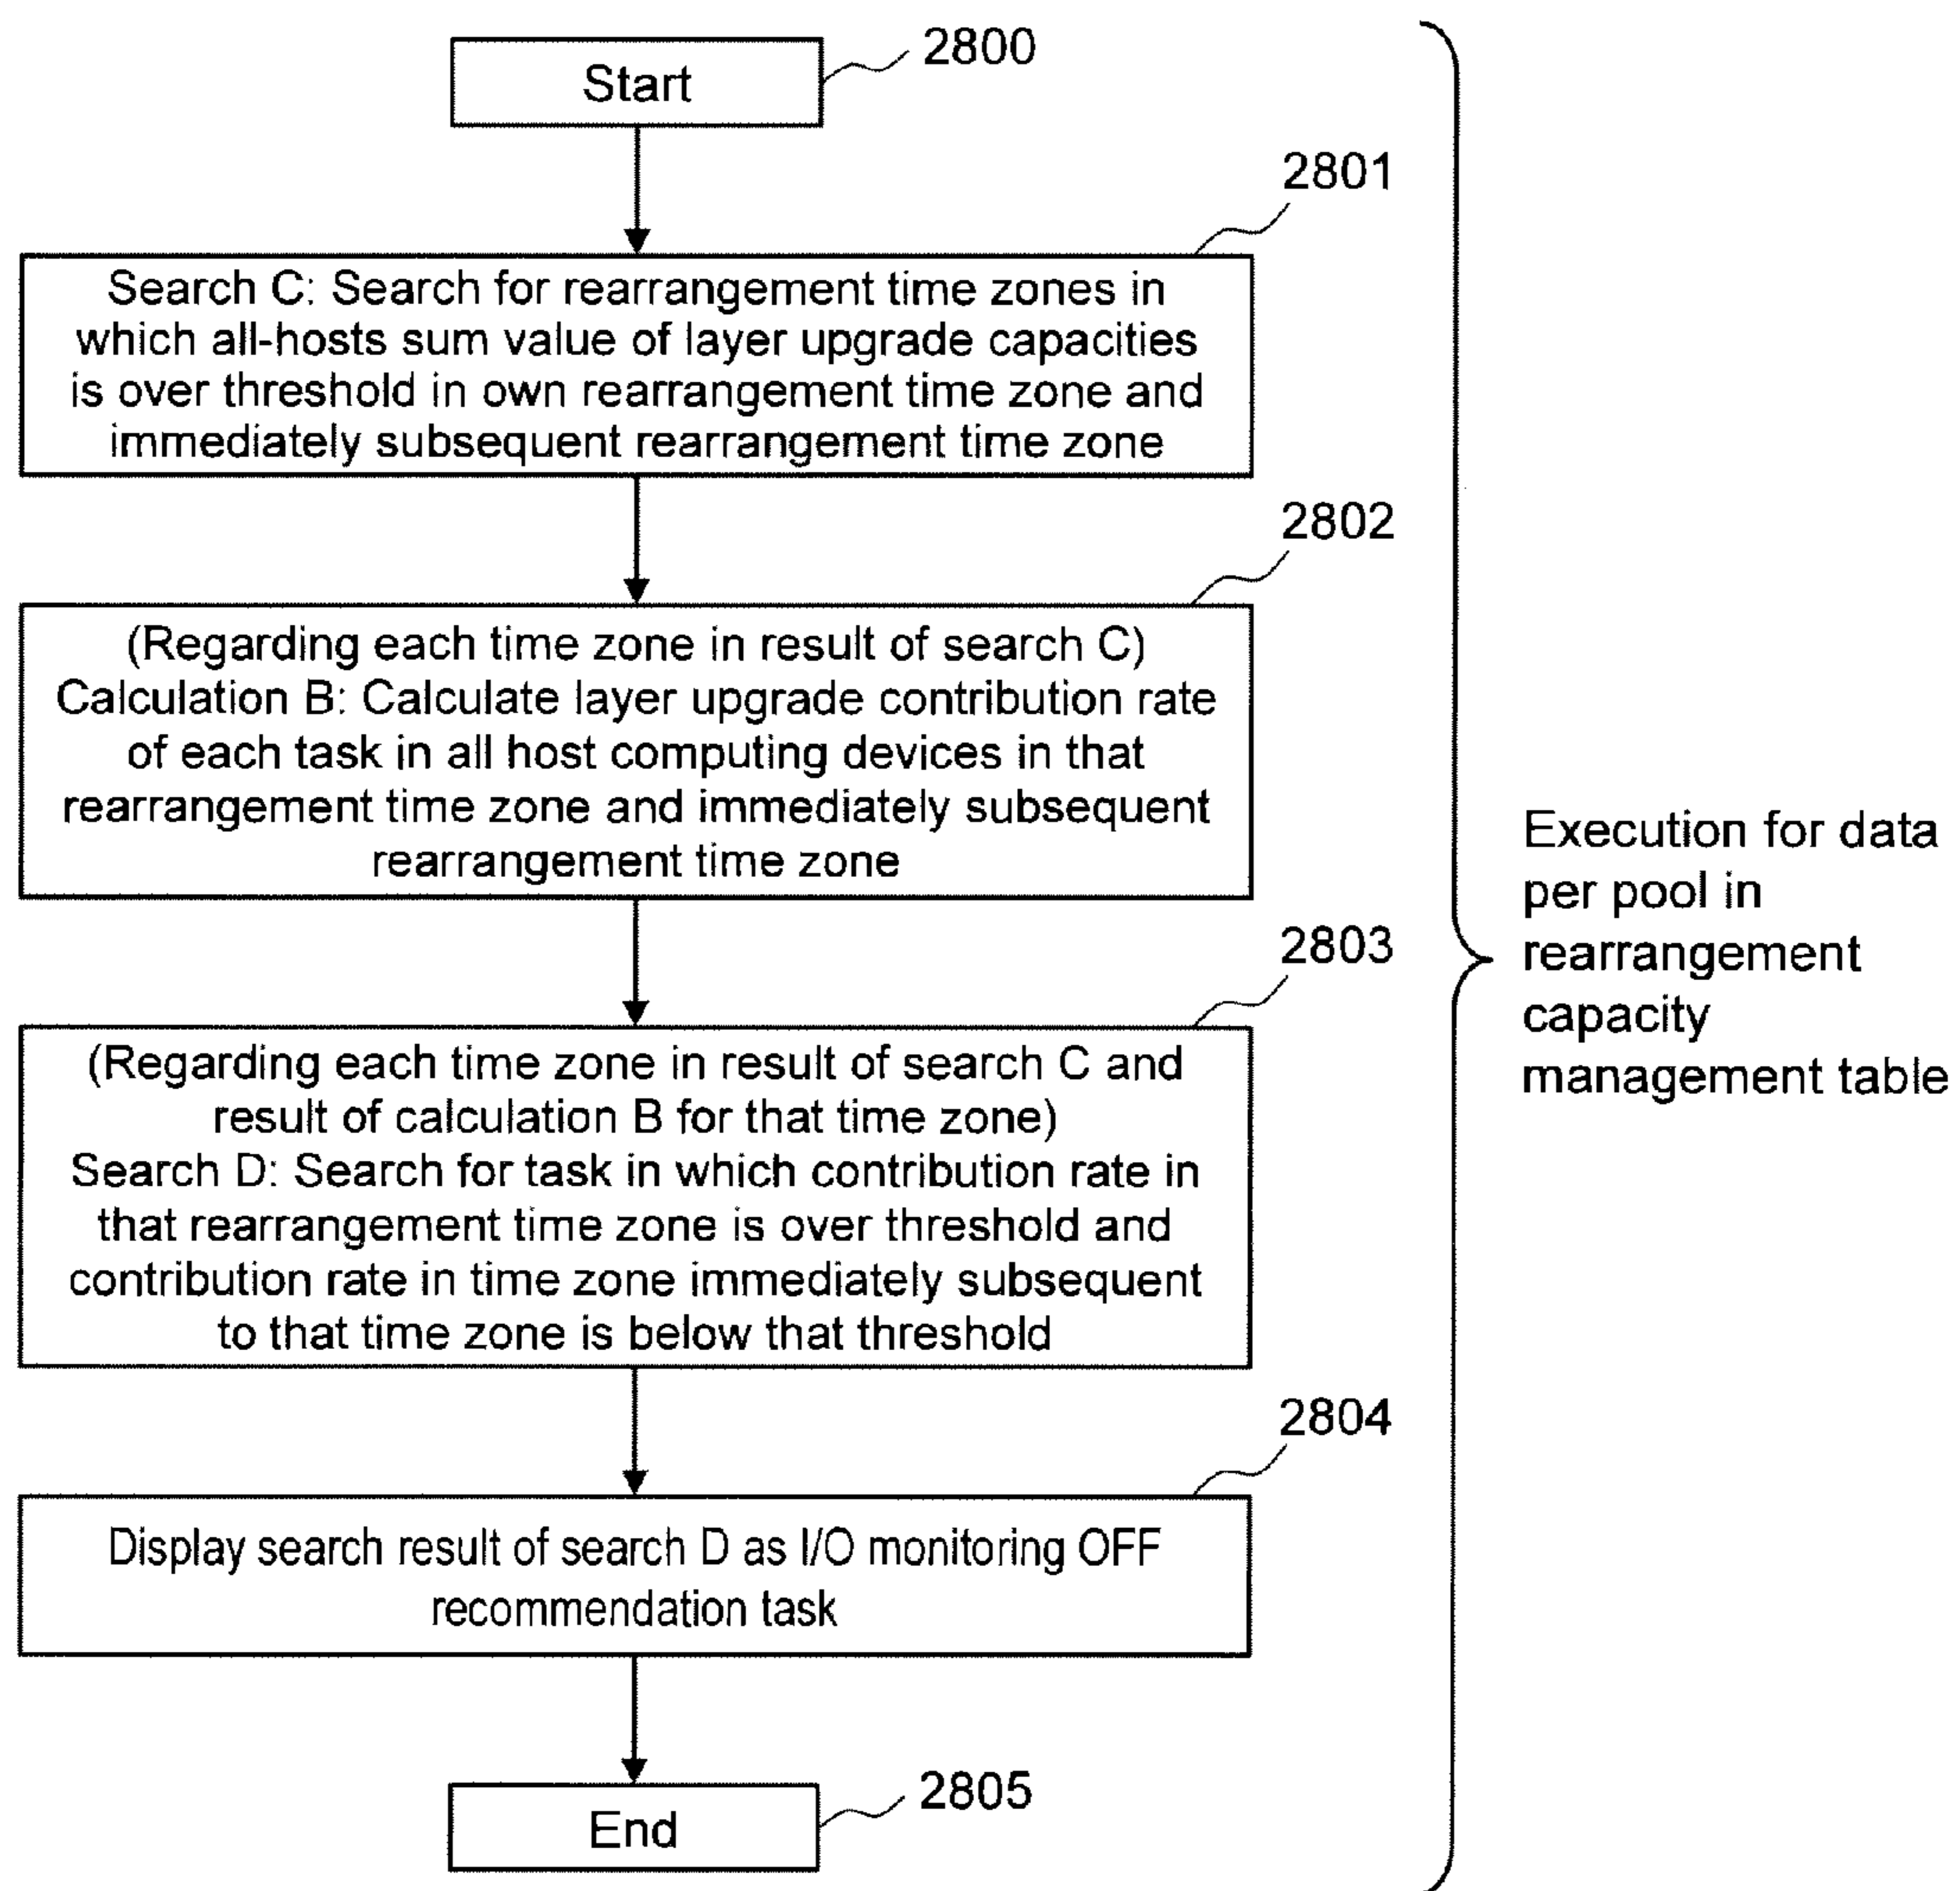 Start
2800
2801
Search C: Search for rearrangement time zones in
which all-hosts sum value of layer upgrade capacities
is over threshold in own rearrangement time zone and
immediately subsequent rearrangement time zone
2802
(Regarding each time zone in result of search C)
Calculation B: Calculate layer upgrade contribution rate
of each task in all host computing devices in that
rearrangement time zone and immediately subsequent
rearrangement time zone
2803
(Regarding each time zone in result of search C and
result of calculation B for that time zone)
Search D: Search for task in which contribution rate in
that rearrangement time zone is over threshold and
contribution rate in time zone immediately subsequent
to that time zone is below that threshold
2804
Display search result of search D as I/O monitoring OFF
recommendation task
End
2805
Execution for data
per pool in
rearrangement
capacity
management table